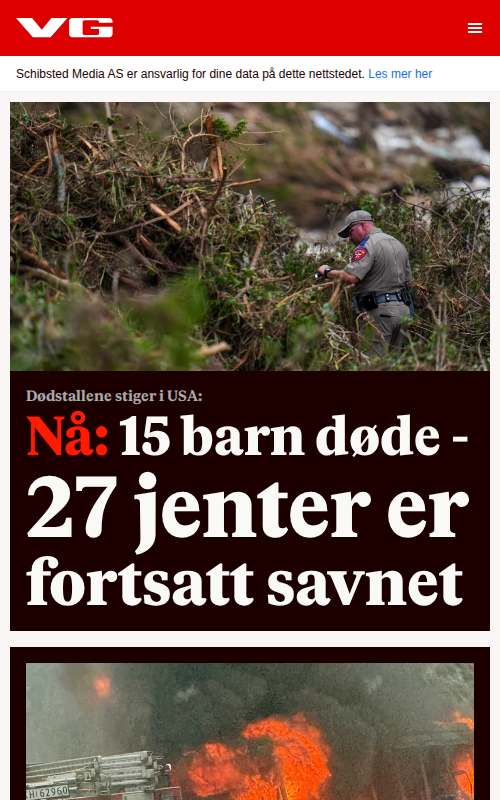 VG
Schibsted Media AS er ansvarlig for dine data på dette nettstedet. Les mer her
Dødstallene stiger i USA:
Nå: 15 barn døde -
27 jenter er
fortsatt savnet
HI 62960